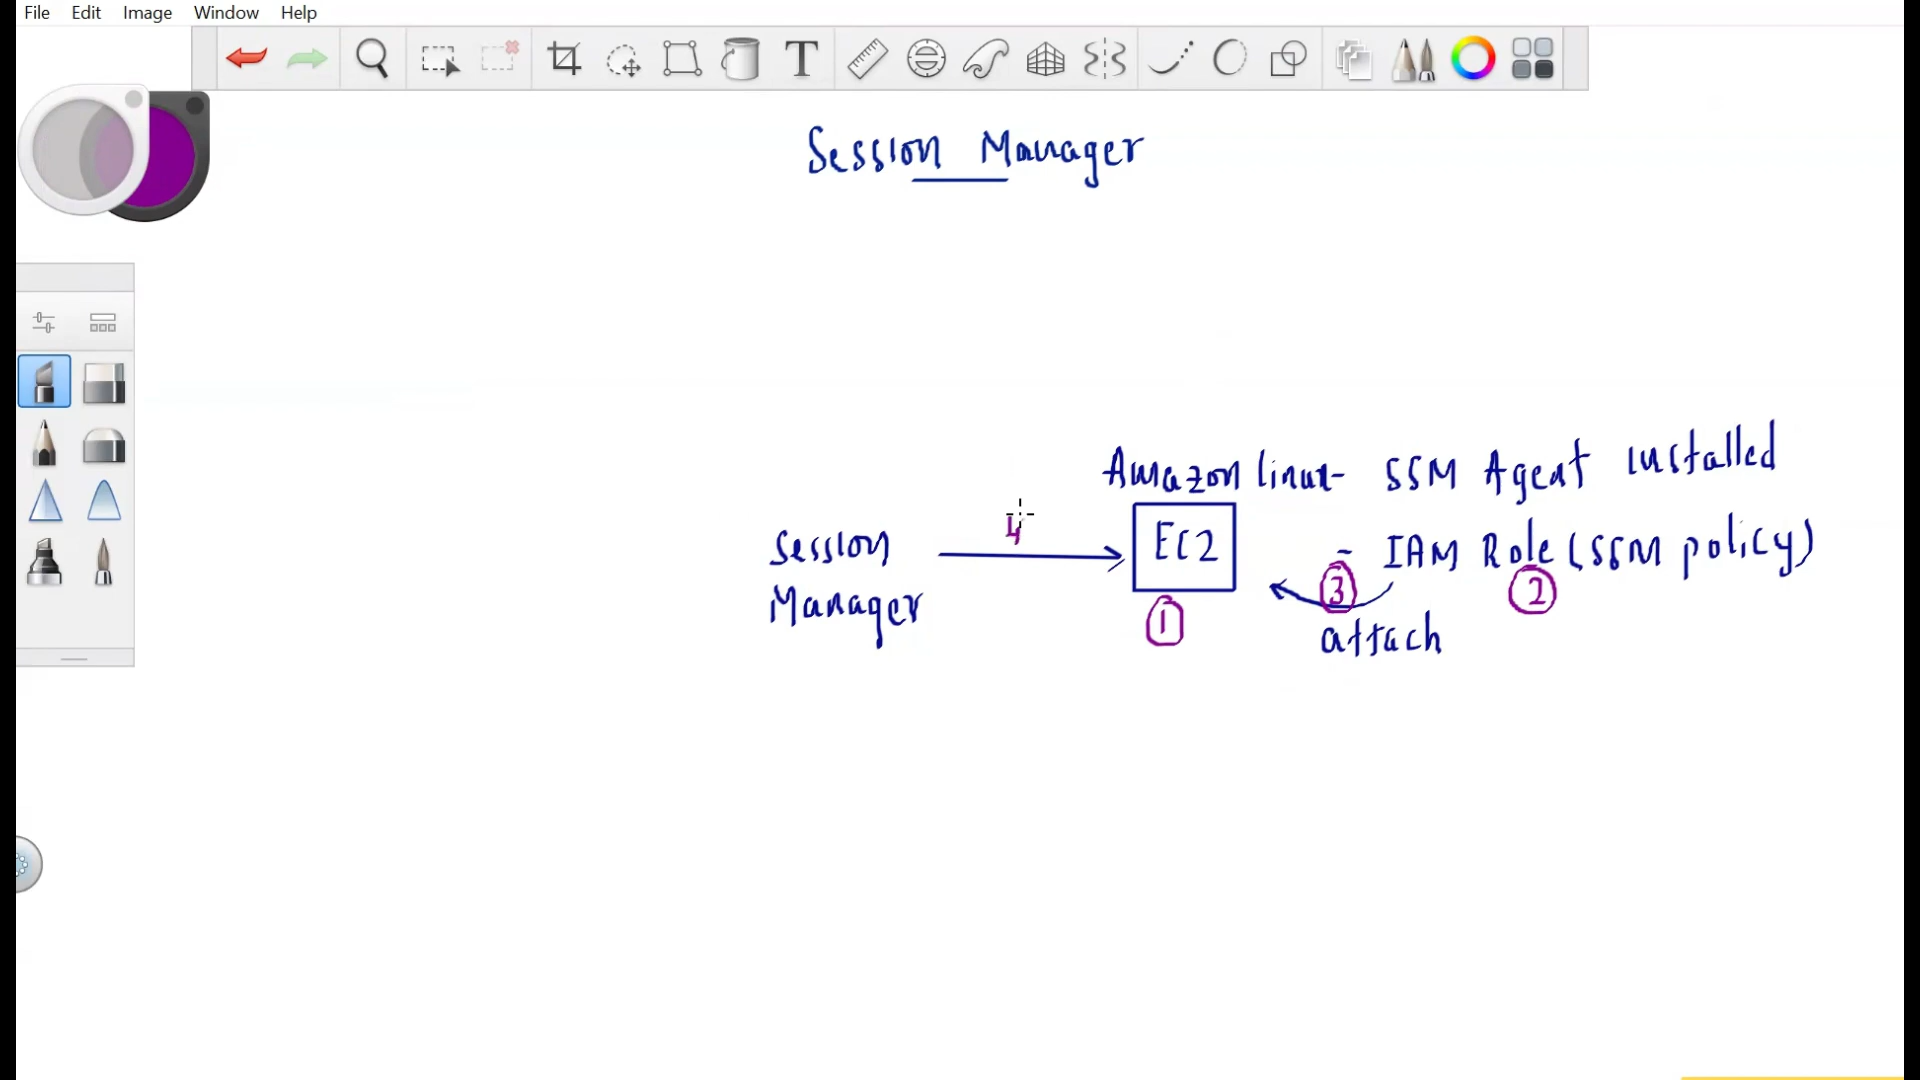 File Edit Image Window Help
Session Manager
Amazon linux - SSM Agent installed
4
EC2
Session
Manager
- IAM Role (SSM policy)
3
2
1
attach